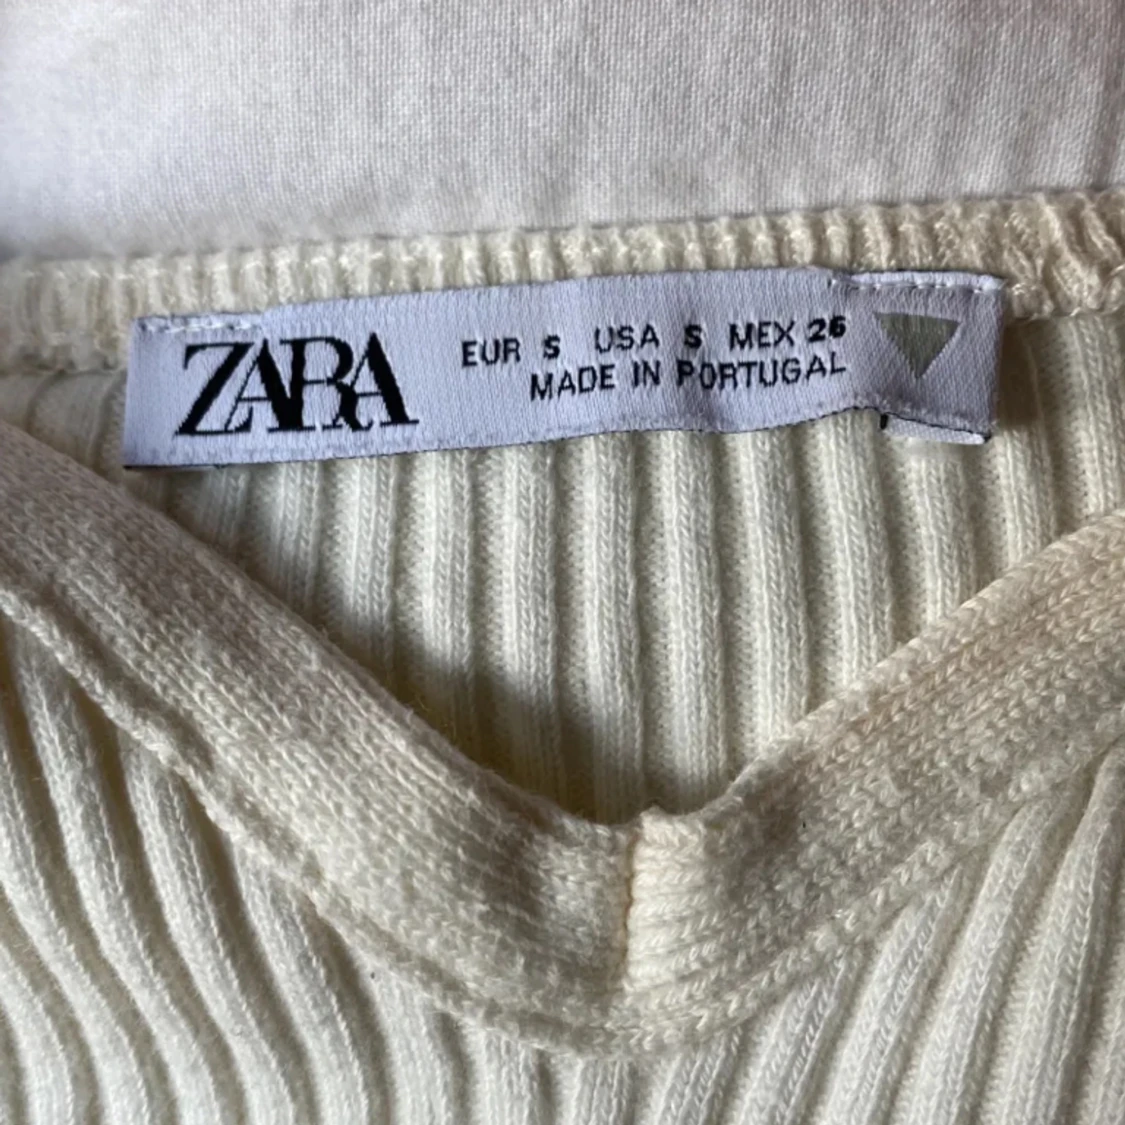 ZARA
EUR S USA S MEX 26
MADE IN PORTUGAL